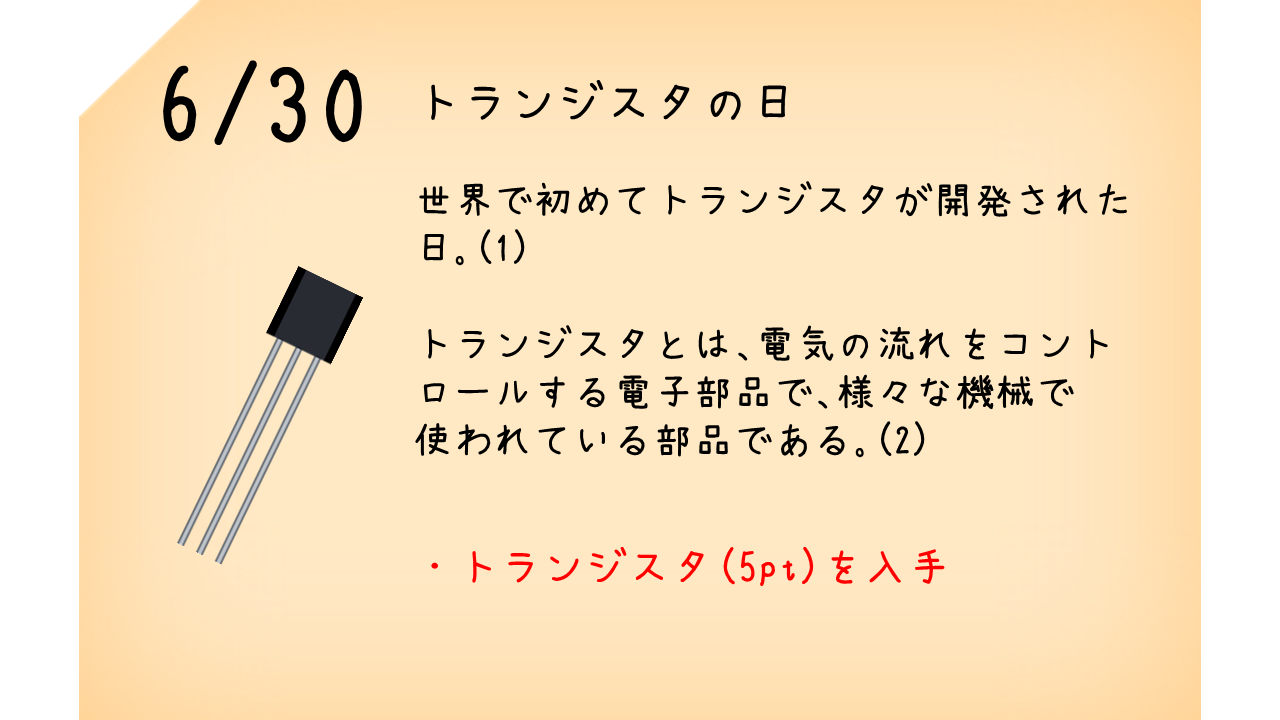 6/30 トランジスタの日
世界で初めてトランジスタが開発された
日。(1)
トランジスタとは、電気の流れをコント
ロールする電子部品で、様々な機械で
使われている部品である。(2)
・トランジスタ(5pt)を入手